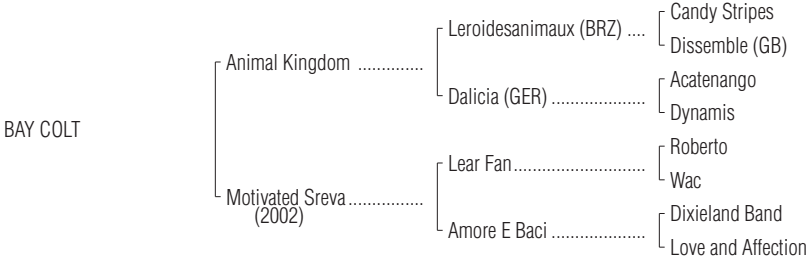 Candy Stripes
Leroidesanimaux (BRZ) ....
Dissemble (GB)
Animal Kingdom ..............
Acatenango
Dalicia (GER) ....................
Dynamis
BAY COLT
Roberto
Lear Fan............................
Wac
Motivated Sreva................
(2002)
Dixieland Band
Amore E Baci ....................
Love and Affection